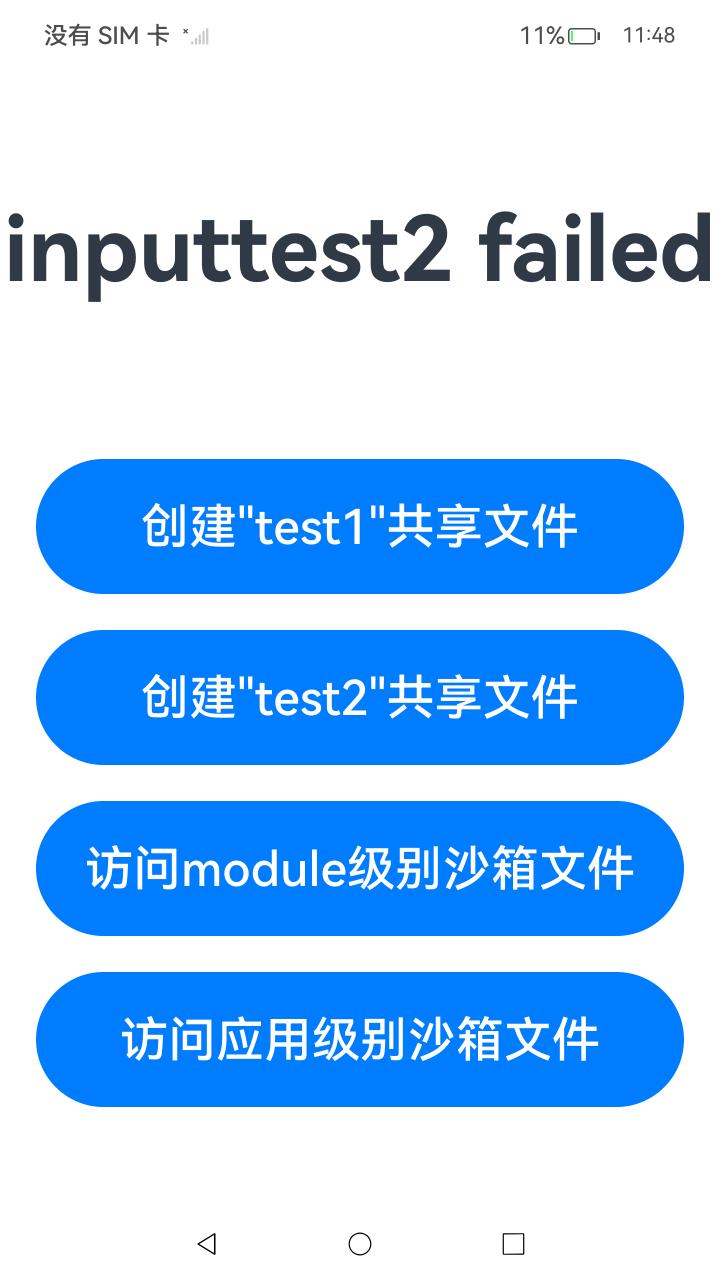 没有 SIM 卡 11% 11:48
inputtest2 failed
创建"test1"共享文件
创建"test2"共享文件
访问module级别沙箱文件
访问应用级别沙箱文件